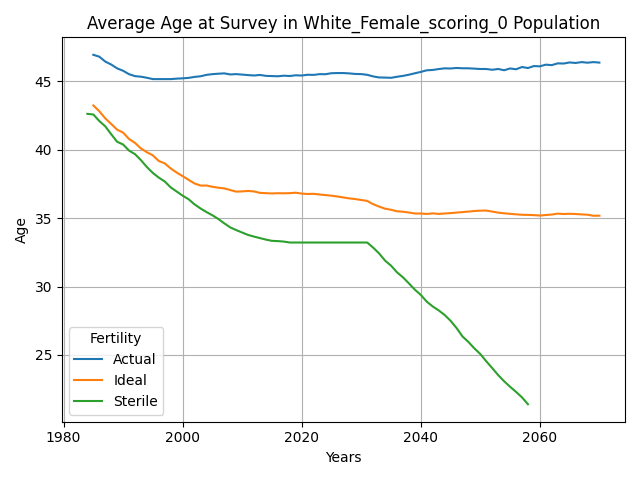 Average Age at Survey in White_Female_scoring_0 Population
45
40
35
30
25
Age
Fertility
Actual
Ideal
Sterile
1980 2000 2020 2040 2060
Years